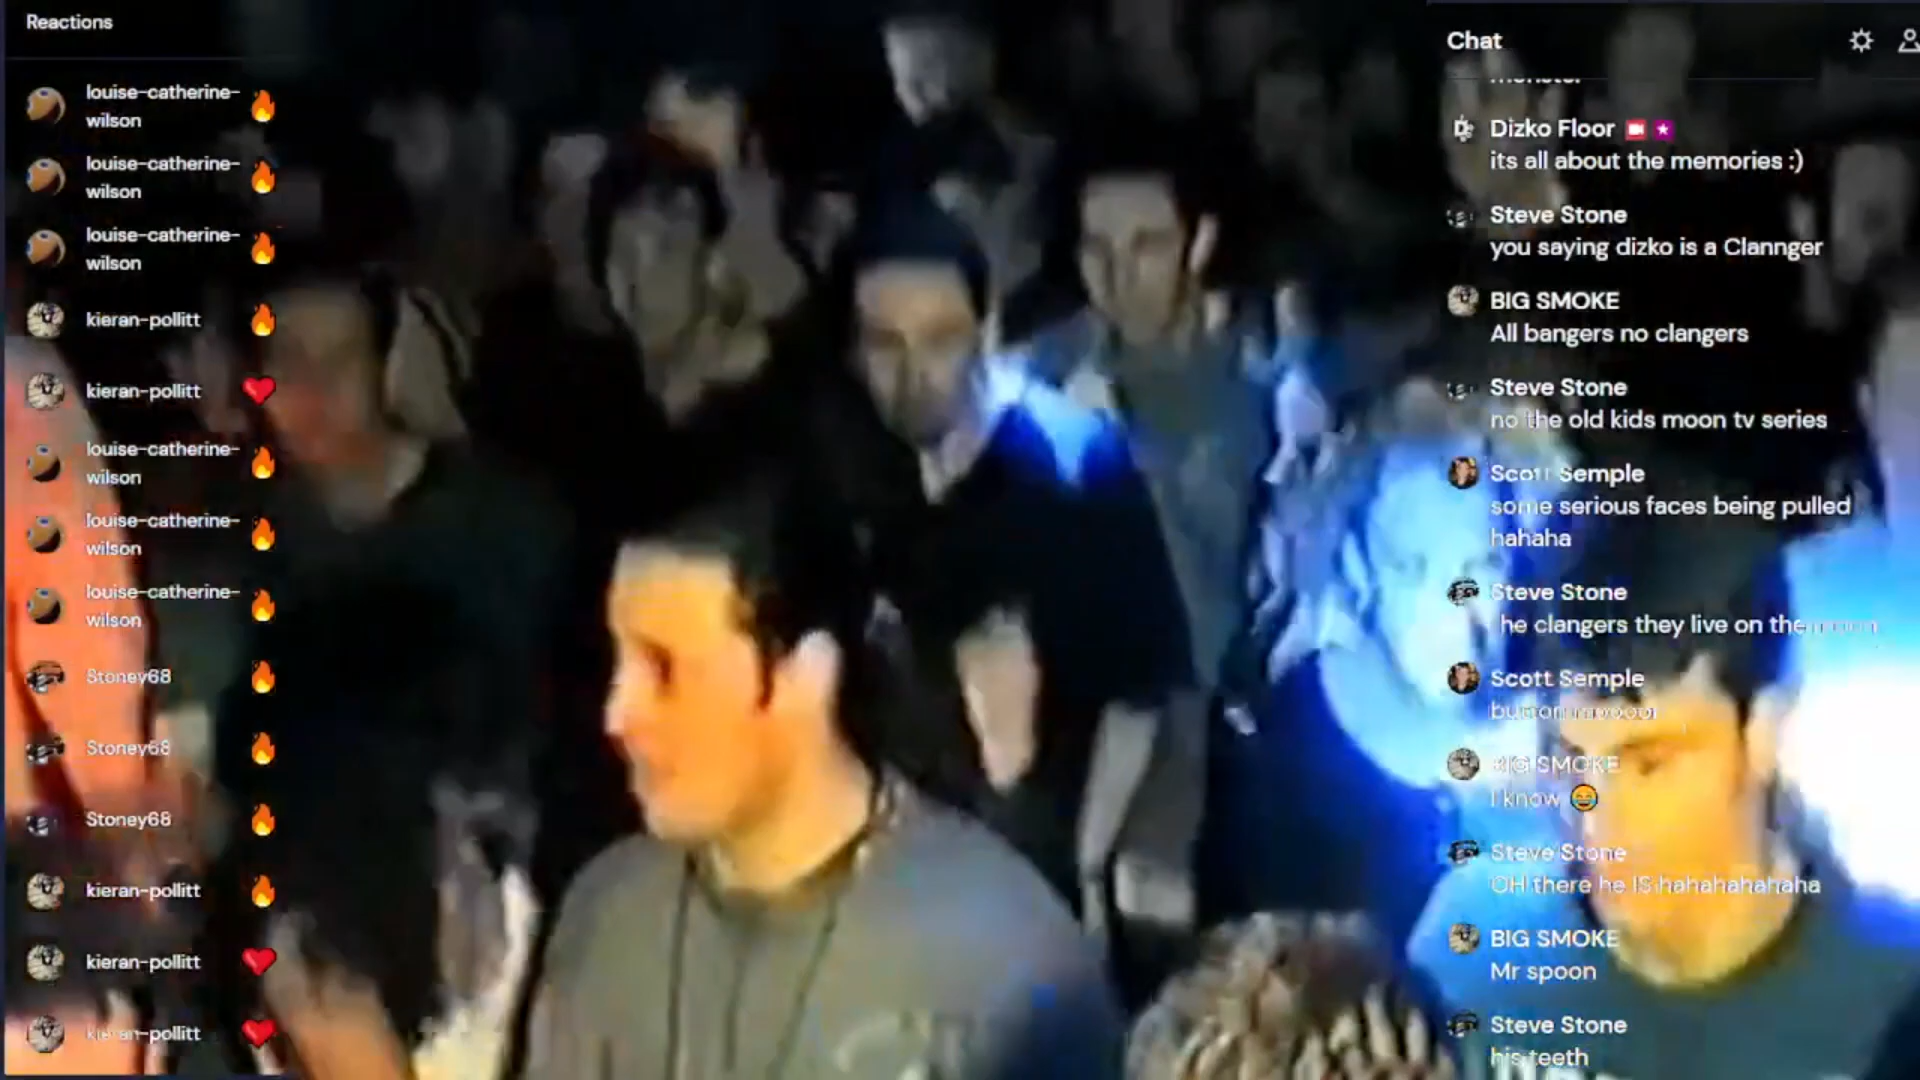 Reactions
louise-catherine-
wilson
louise-catherine-
wilson
louise-catherine-
wilson
kieran-pollitt
kieran-pollitt
louise-catherine-
wilson
louise-catherine-
wilson
louise-catherine-
wilson
Stoney68
Stoney68
Stoney68
kieran-pollitt
kieran-pollitt
kieran-pollitt
Chat
Dizko Floor
its all about the memories :)
Steve Stone
you saying dizko is a Clannger
BIG SMOKE
All bangers no clangers
Steve Stone
no the old kids moon tv series
Scott Semple
some serious faces being pulled
hahaha
Steve Stone
he clangers they live on the moon
Scott Semple
BIG SMOKE
I know 😂
Steve Stone
OH there he IS hahahahahaha
BIG SMOKE
Mr spoon
Steve Stone
his teeth